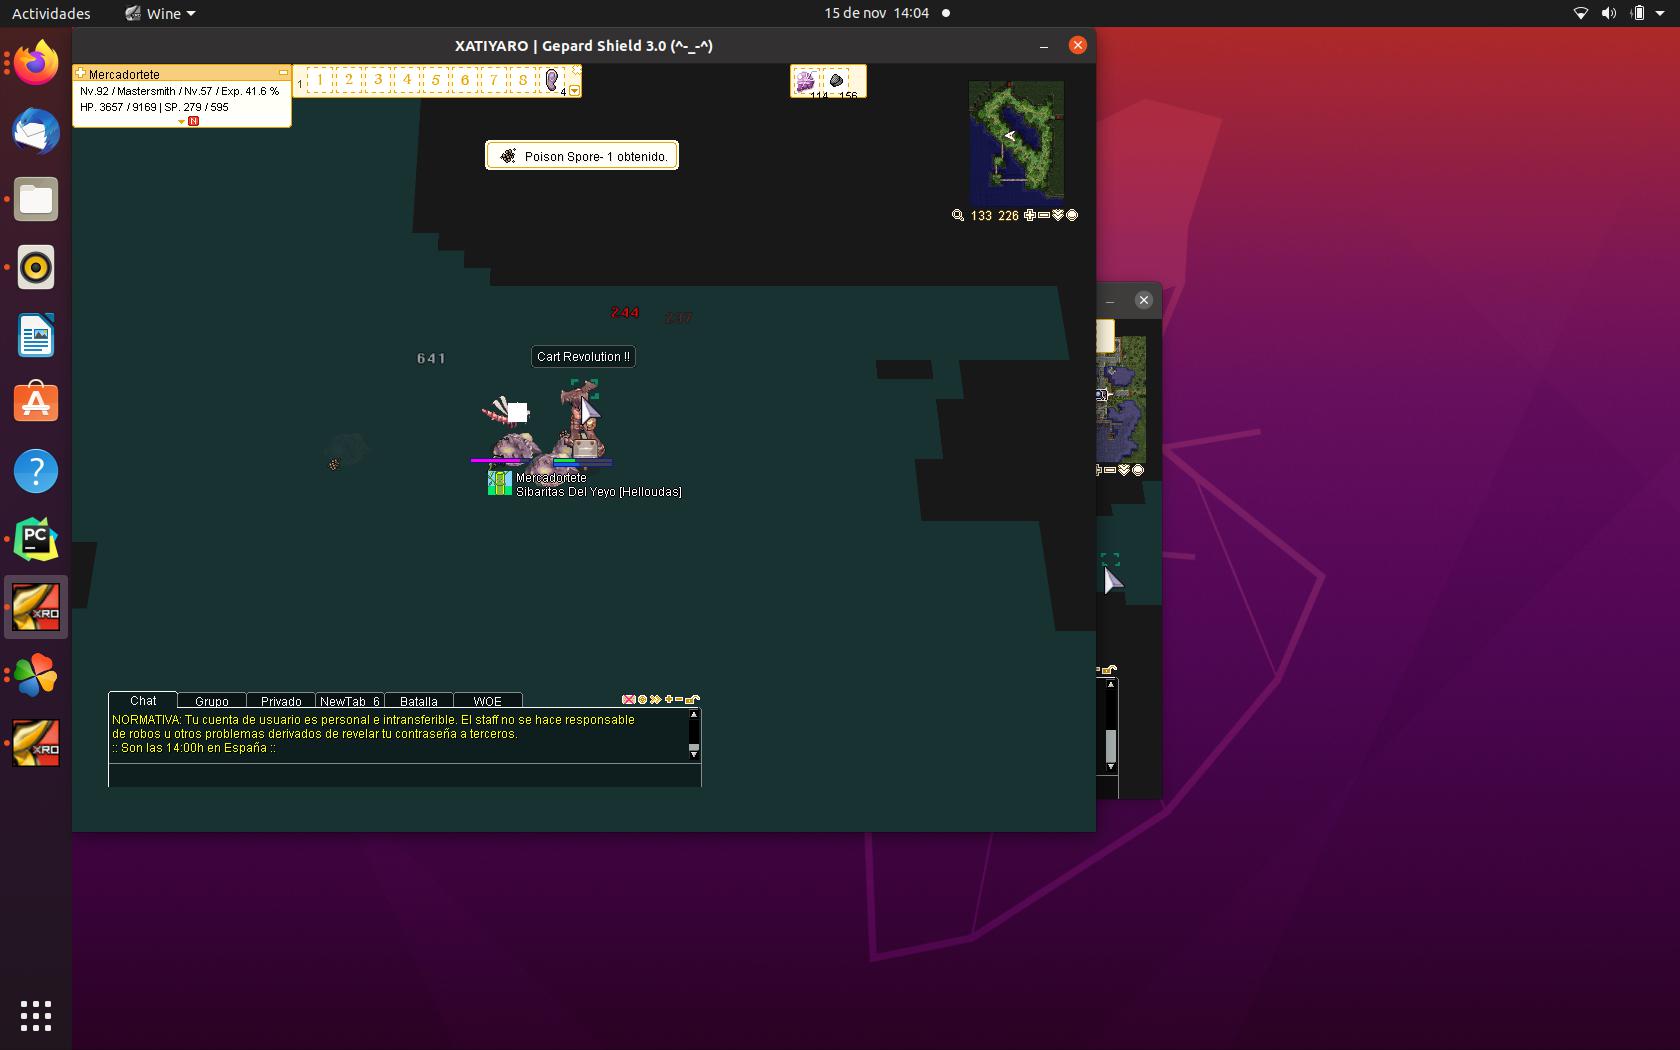 Actividades
Wine
15 de nov 14:04
XATIYARO | Gepard Shield 3.0 (^-_-^)
Mercadortete
Nv.92 / Mastersmith / Nv.57 / Exp. 41.6 %
HP. 3657 / 9169 | SP. 279 / 595
N
1 1 2 3 4 5 6 7 8 4
114 156
Poison Spore- 1 obtenido.
133 226
244 237
641
Cart Revolution !!
Mercadortete
Sibaritas Del Yeyo [Helloudas]
PC
XRO
XRO
Chat Grupo Privado NewTab_6 Batalla WOE
NORMATIVA: Tu cuenta de usuario es personal e intransferible. El staff no se hace responsable
de robos u otros problemas derivados de revelar tu contraseña a terceros.
:: Son las 14:00h en España ::